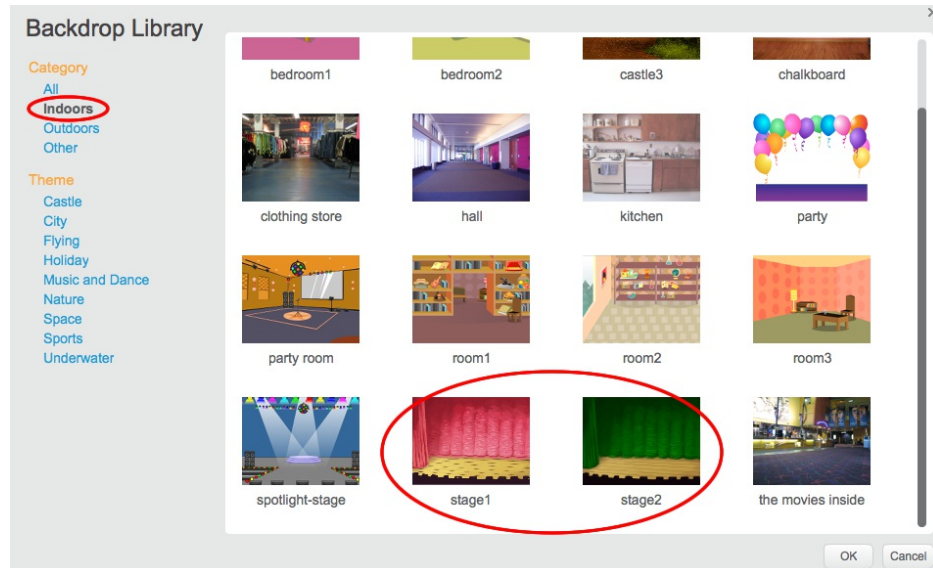 Backdrop Library
Category
All
Indoors
Outdoors
Other
Theme
Castle
City
Flying
Holiday
Music and Dance
Nature
Space
Sports
Underwater
bedroom1 bedroom2 castle3 chalkboard
clothing store hall kitchen party
party room room1 room2 room3
spotlight-stage stage1 stage2 the movies inside
OK Cancel